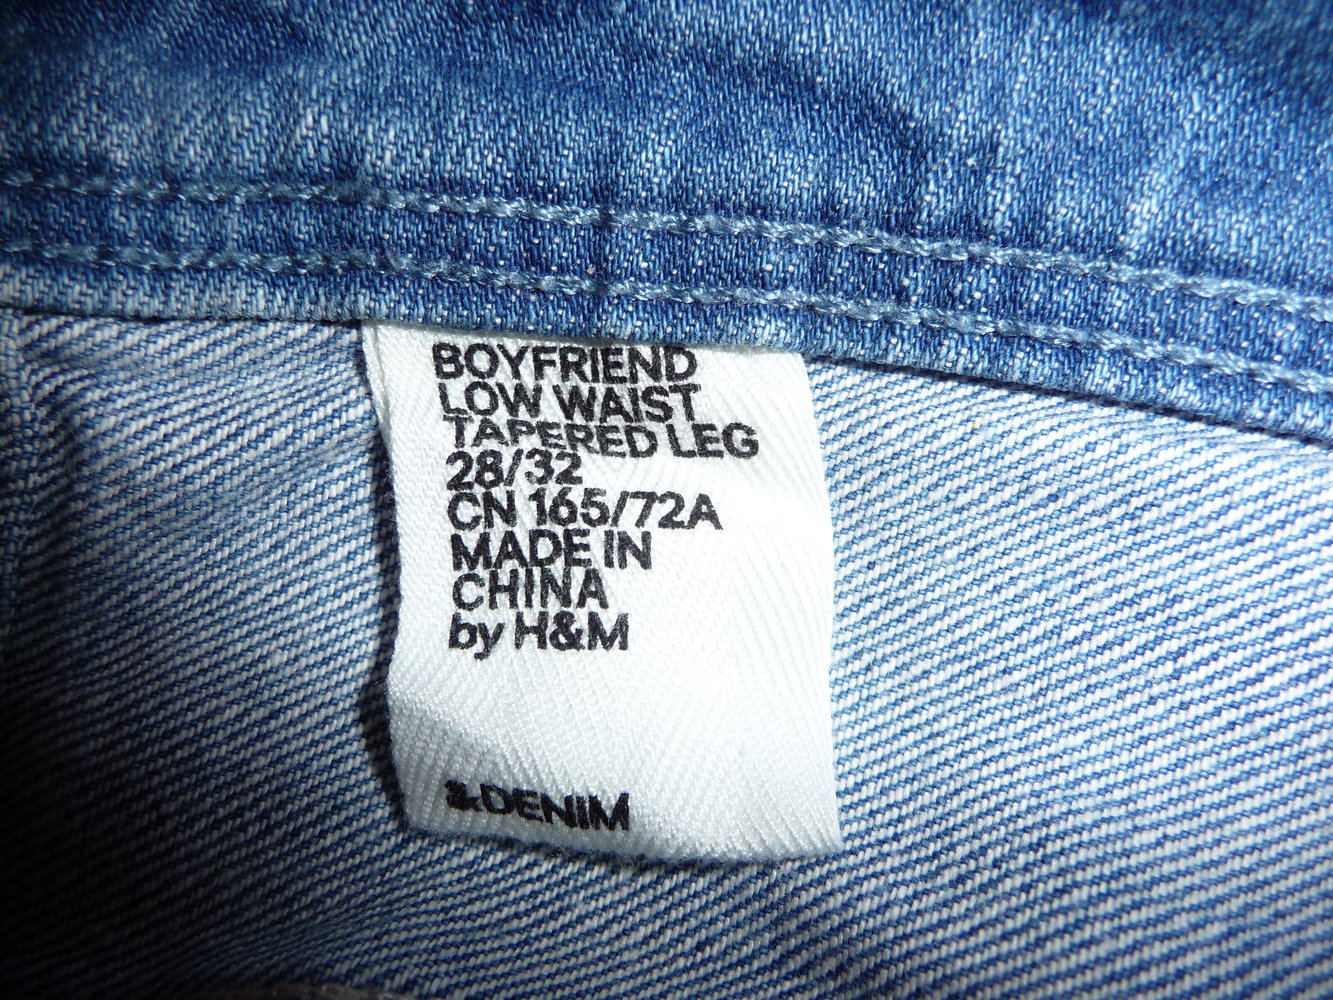 BOYFRIEND
LOW WAIST
TAPERED LEG
28/32
CN 165/72A
MADE IN
CHINA
by H&M
&DENIM